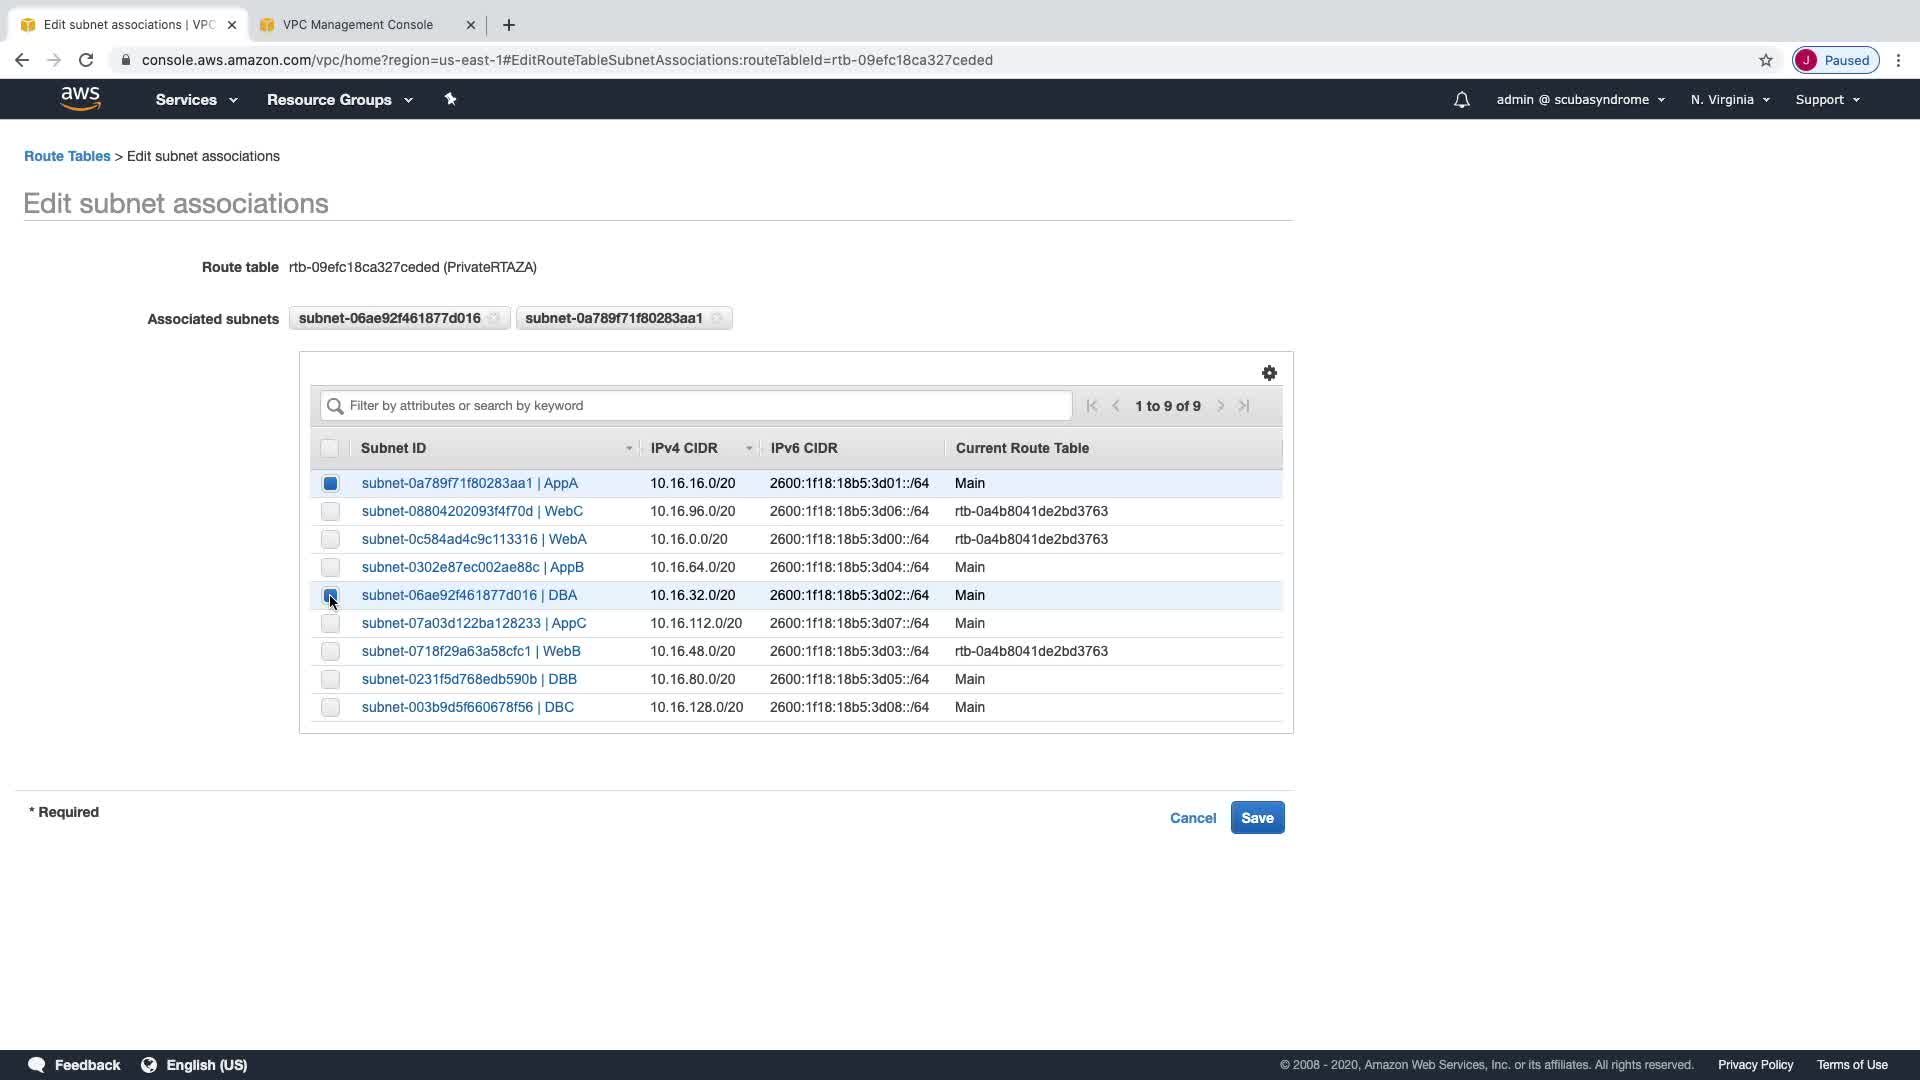 Edit subnet associations | VPC
VPC Management Console
console.aws.amazon.com/vpc/home?region=us-east-1#EditRouteTableSubnetAssociations:routeTableId=rtb-09efc18ca327ceded
J Paused
aws Services Resource Groups admin @ scubasyndrome N. Virginia Support
Route Tables > Edit subnet associations
Edit subnet associations
Route table rtb-09efc18ca327ceded (PrivateRTAZA)
Associated subnets subnet-06ae92f461877d016 subnet-0a789f71f80283aa1
Filter by attributes or search by keyword 1 to 9 of 9
Subnet ID IPv4 CIDR IPv6 CIDR Current Route Table
subnet-0a789f71f80283aa1 | AppA 10.16.16.0/20 2600:1f18:18b5:3d01::/64 Main
subnet-08804202093f4f70d | WebC 10.16.96.0/20 2600:1f18:18b5:3d06::/64 rtb-0a4b8041de2bd3763
subnet-0c584ad4c9c113316 | WebA 10.16.0.0/20 2600:1f18:18b5:3d00::/64 rtb-0a4b8041de2bd3763
subnet-0302e87ec002ae88c | AppB 10.16.64.0/20 2600:1f18:18b5:3d04::/64 Main
subnet-06ae92f461877d016 | DBA 10.16.32.0/20 2600:1f18:18b5:3d02::/64 Main
subnet-07a03d122ba128233 | AppC 10.16.112.0/20 2600:1f18:18b5:3d07::/64 Main
subnet-0718f29a63a58cfc1 | WebB 10.16.48.0/20 2600:1f18:18b5:3d03::/64 rtb-0a4b8041de2bd3763
subnet-0231f5d768edb590b | DBB 10.16.80.0/20 2600:1f18:18b5:3d05::/64 Main
subnet-003b9d5f660678f56 | DBC 10.16.128.0/20 2600:1f18:18b5:3d08::/64 Main
* Required
Cancel Save
Feedback English (US) © 2008 - 2020, Amazon Web Services, Inc. or its affiliates. All rights reserved. Privacy Policy Terms of Use